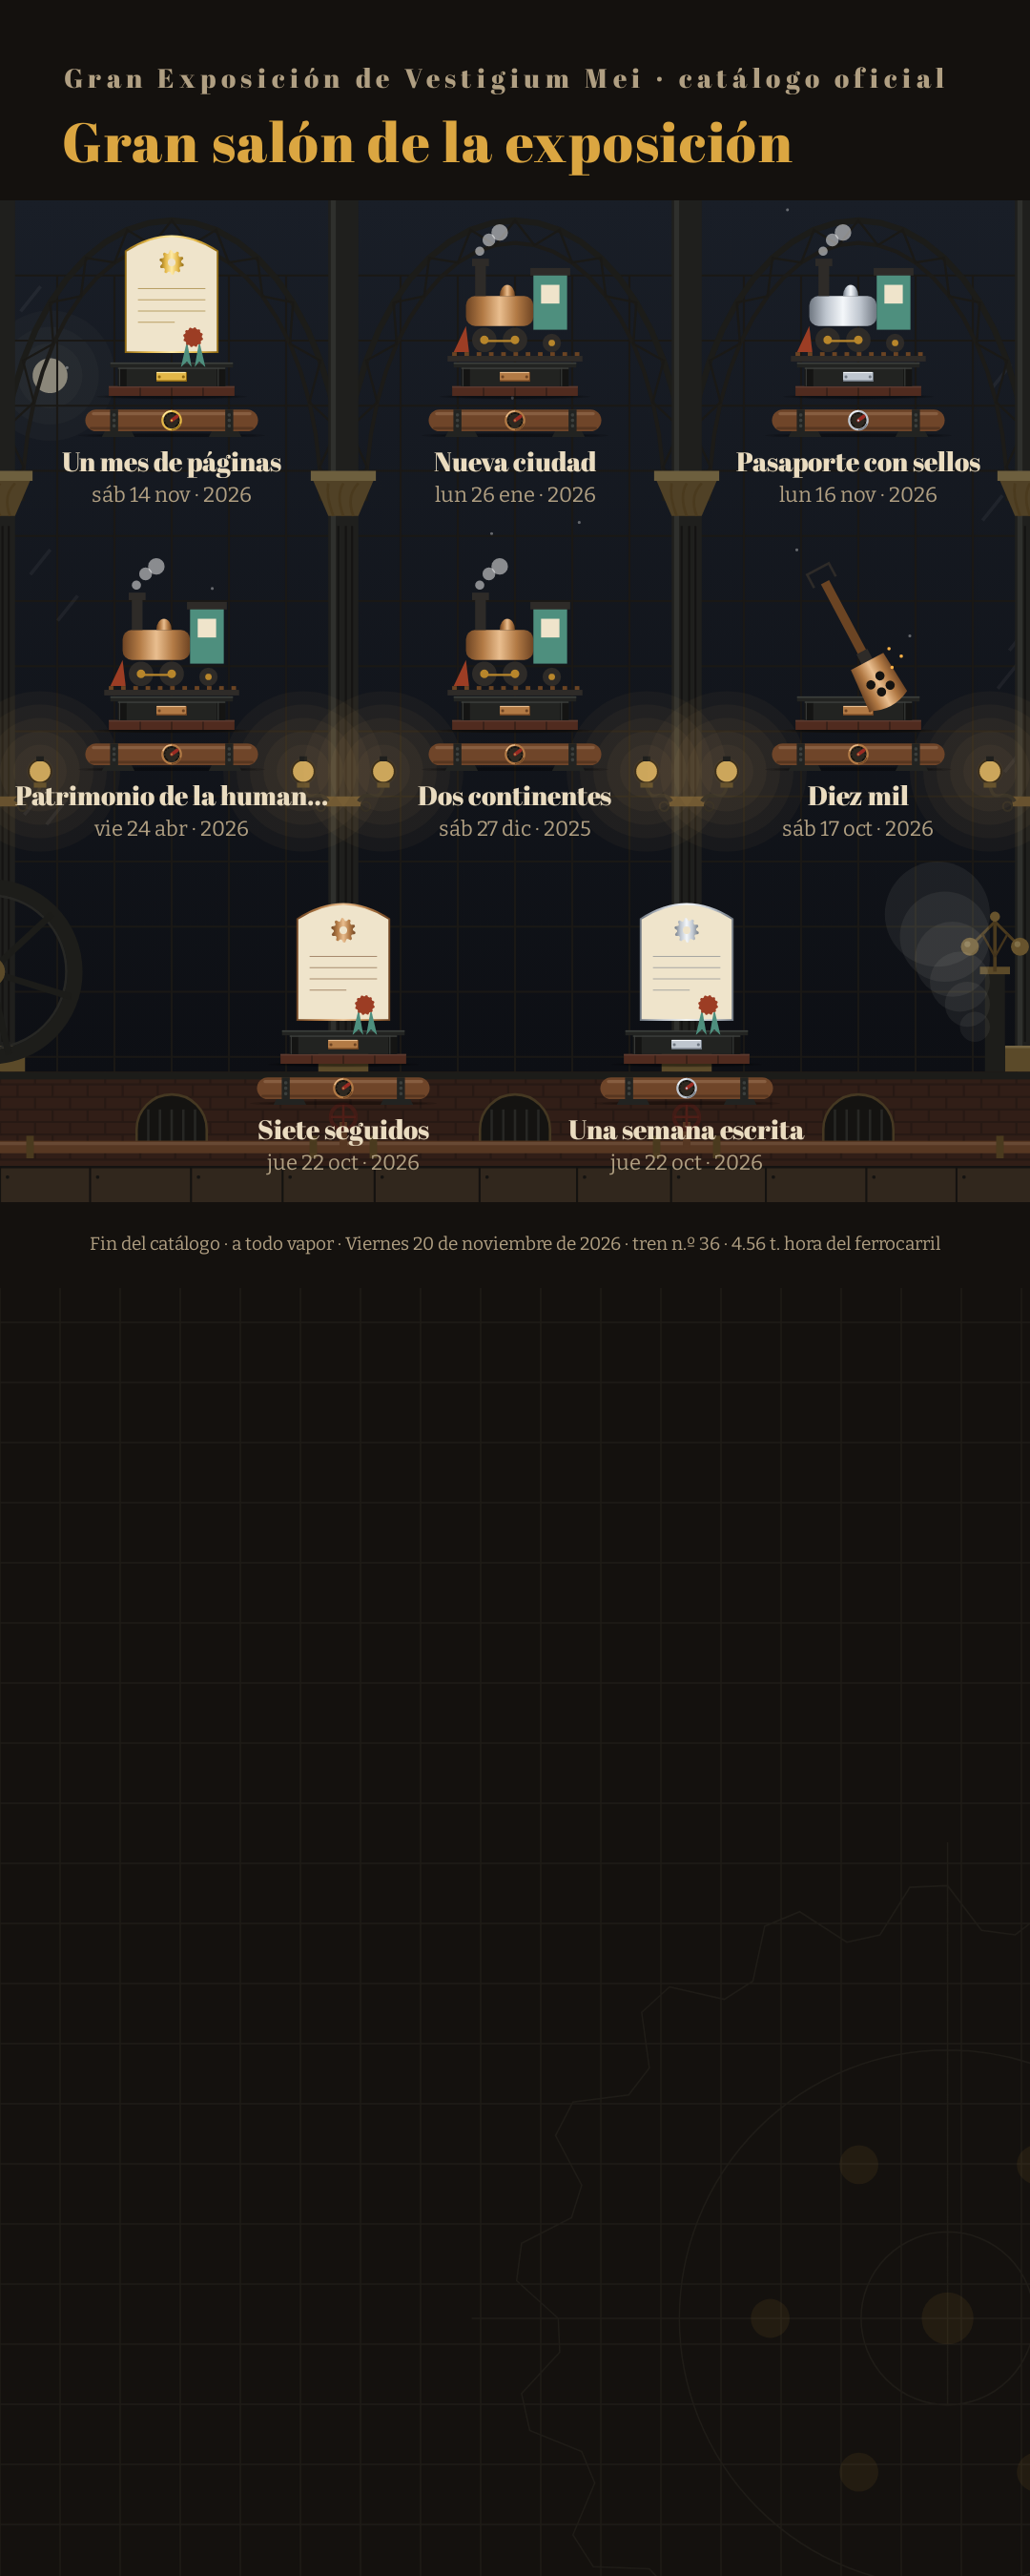 Gran Exposición de Vestigium Mei · catálogo oficial
Gran salón de la exposición
Un mes de páginas
sáb 14 nov · 2026
Nueva ciudad
lun 26 ene · 2026
Pasaporte con sellos
lun 16 nov · 2026
Patrimonio de la human...
vie 24 abr · 2026
Dos continentes
sáb 27 dic · 2025
Diez mil
sáb 17 oct · 2026
Siete seguidos
jue 22 oct · 2026
Una semana escrita
jue 22 oct · 2026
Fin del catálogo · a todo vapor · Viernes 20 de noviembre de 2026 · tren n.º 36 · 4.56 t. hora del ferrocarril